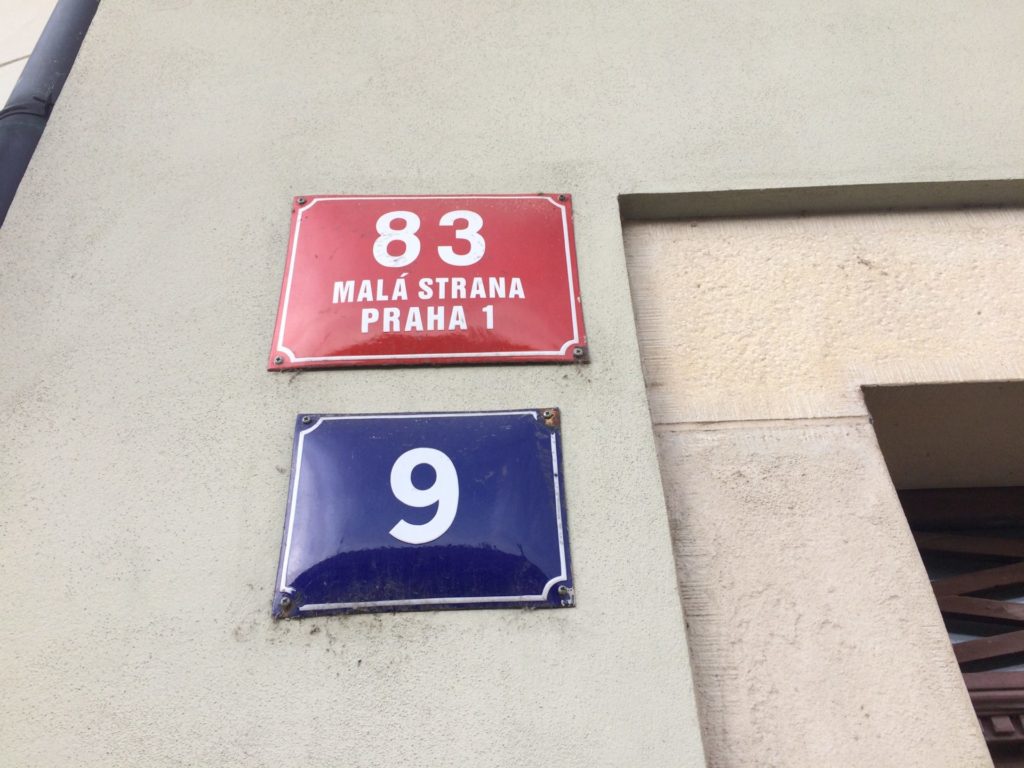 83
MALÁ STRANA
PRAHA 1
9